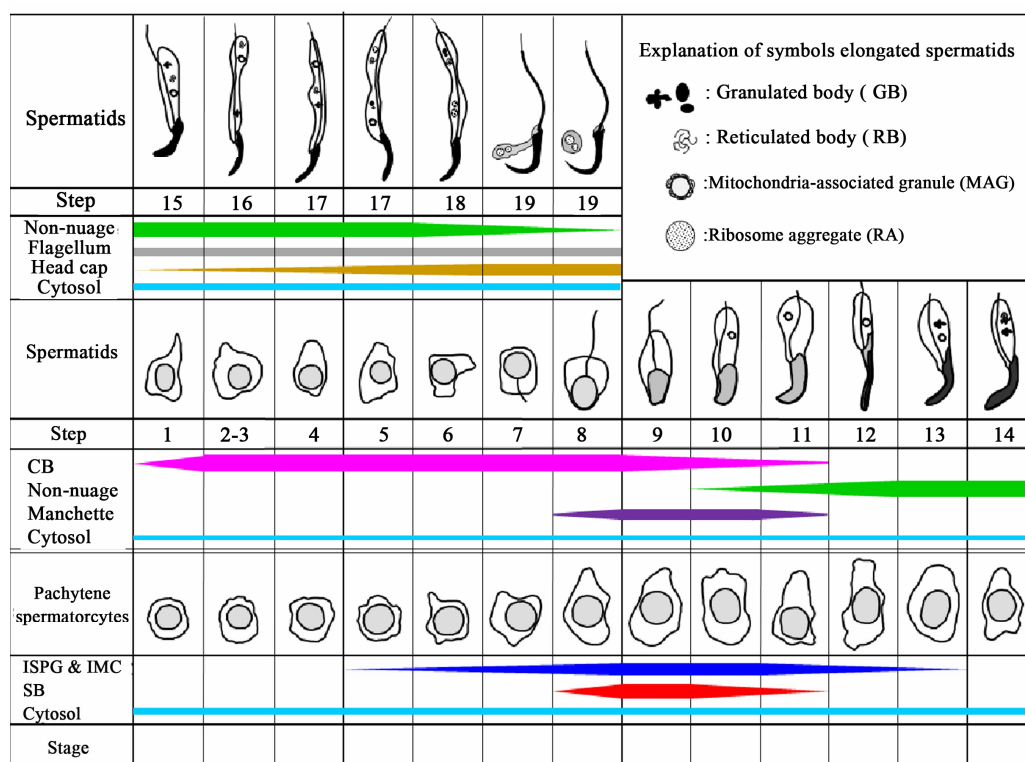 Spermatids
Explanation of symbols elongated spermatids
: Granulated body ( GB)
: Reticulated body ( RB)
:Mitochondria-associated granule (MAG)
:Ribosome aggregate (RA)
Step 15 16 17 17 18 19 19
Non-nuage :
Flagellum
Head cap
Cytosol
Spermatids
Step 1 2-3 4 5 6 7 8 9 10 11 12 13 14
CB
Non-nuage
Manchette
Cytosol
Pachytene
spermatorcytes
ISPG & IMC
SB
Cytosol
Stage